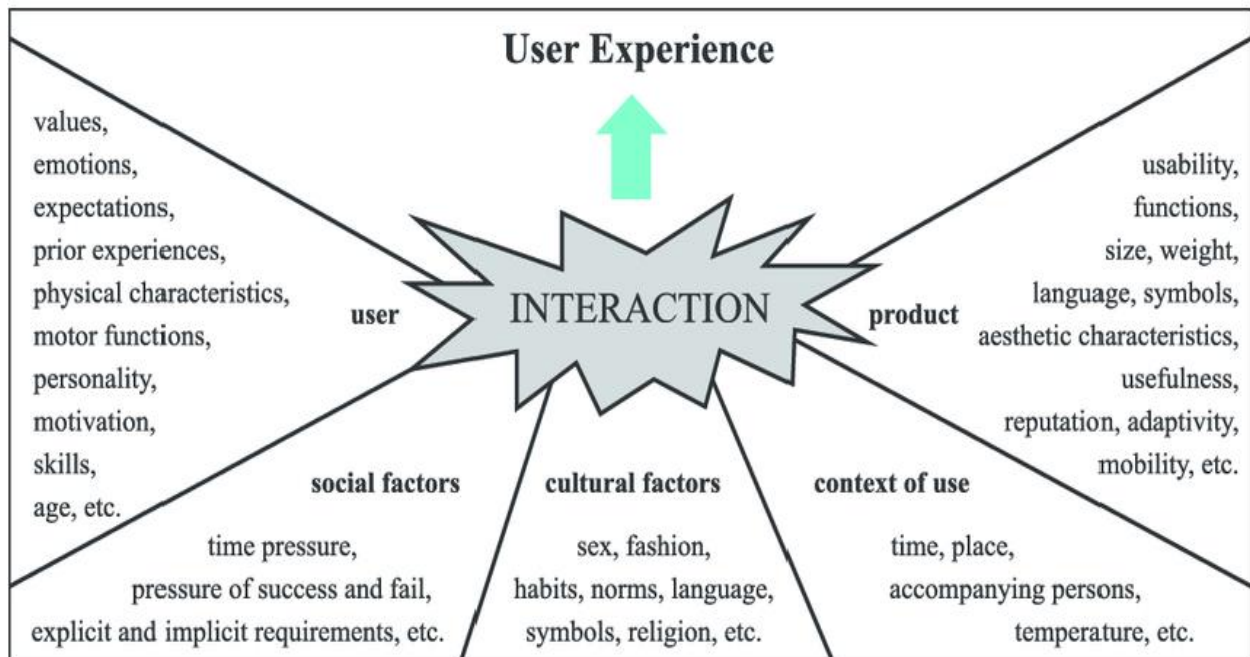 User Experience
values,
emotions,
expectations,
prior experiences,
physical characteristics,
motor functions,
personality,
motivation,
skills,
age, etc.
user
INTERACTION
product
usability,
functions,
size, weight,
language, symbols,
aesthetic characteristics,
usefulness,
reputation, adaptivity,
mobility, etc.
social factors
time pressure,
pressure of success and fail,
explicit and implicit requirements, etc.
cultural factors
sex, fashion,
habits, norms, language,
symbols, religion, etc.
context of use
time, place,
accompanying persons,
temperature, etc.